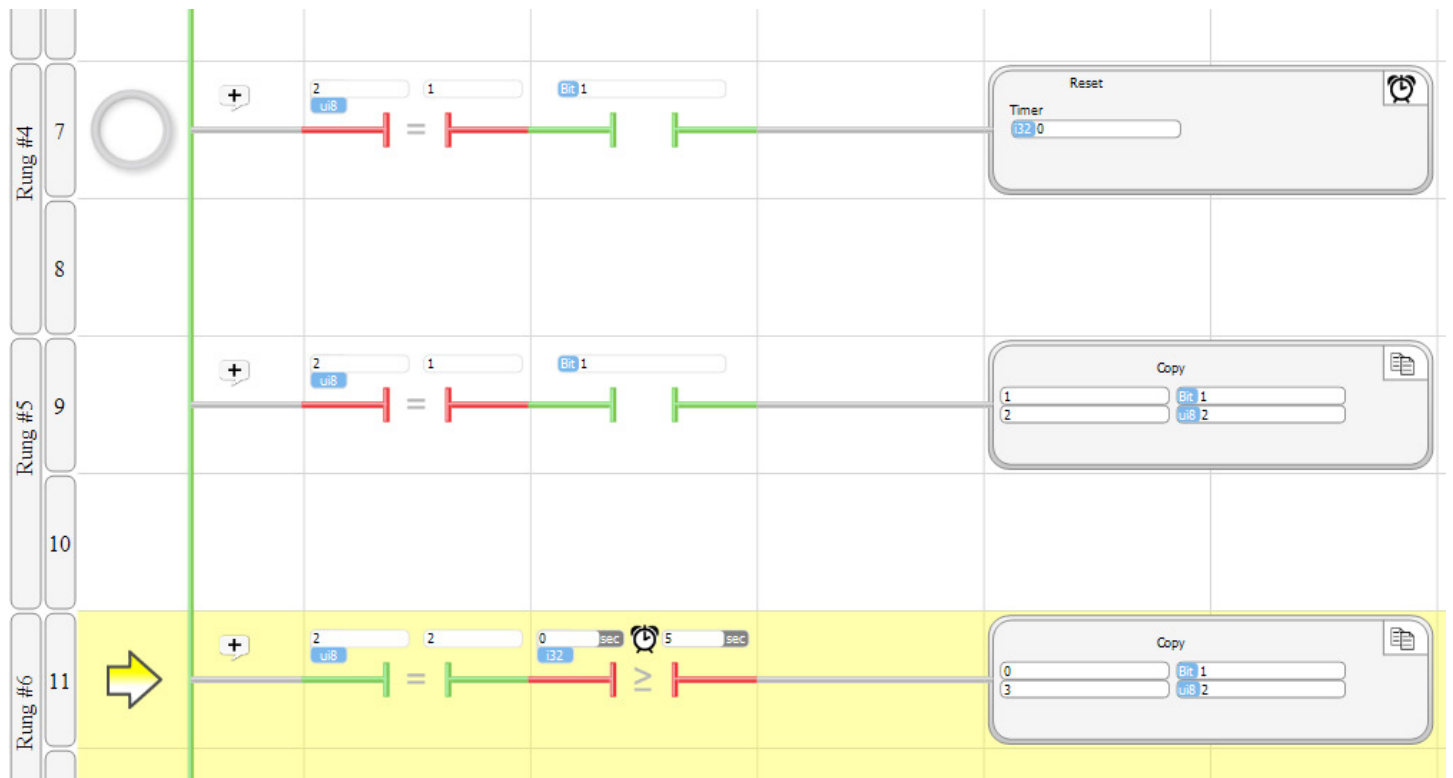 Rung #4
7
+
2
ui8
=
1
Bit 1
Reset
Timer
i32 0
8
Rung #5
9
+
2
ui8
=
1
Bit 1
Copy
1 Bit 1
2 ui8 2
10
Rung #6
11
+
2
ui8
=
2
0 sec
i32
≥
5 sec
Copy
0 Bit 1
3 ui8 2